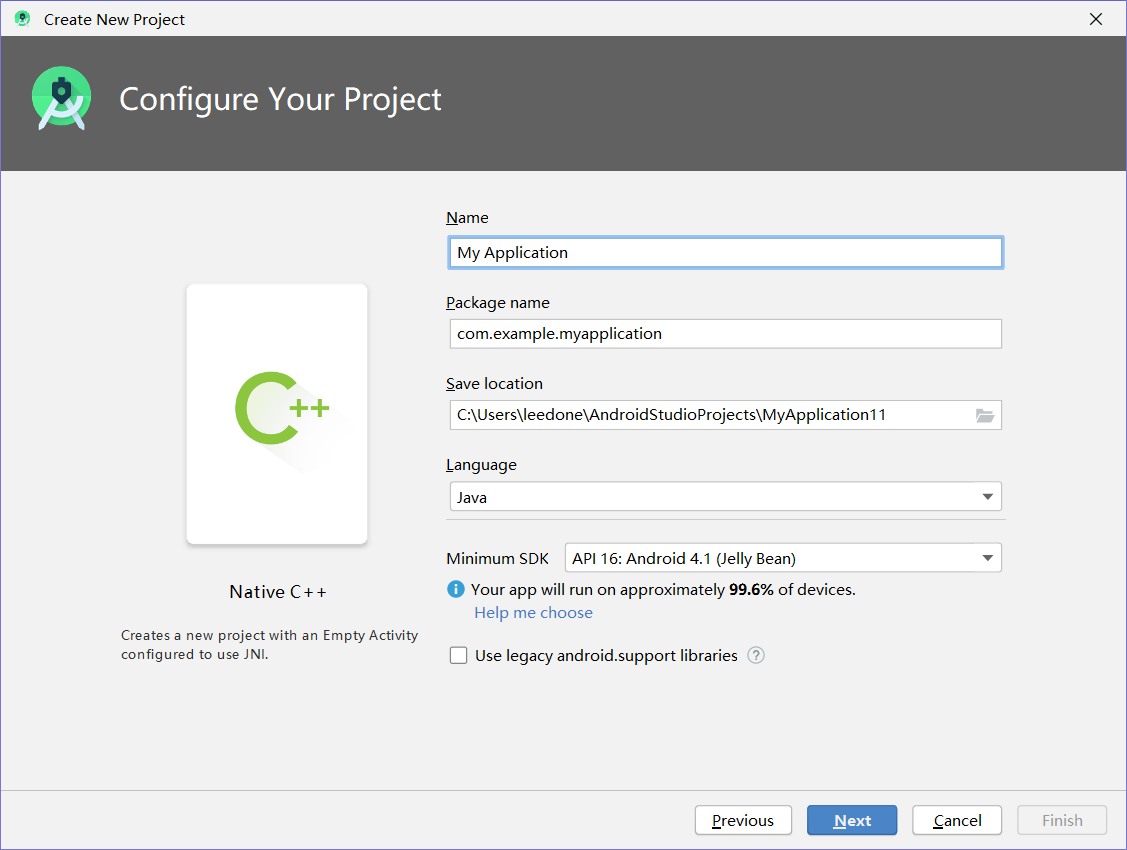 Create New Project
Configure Your Project
Name
My Application
Package name
com.example.myapplication
Save location
C:\Users\leedone\AndroidStudioProjects\MyApplication11
Language
Java
Minimum SDK
API 16: Android 4.1 (Jelly Bean)
Your app will run on approximately 99.6% of devices.
Help me choose
Use legacy android.support libraries ?
C++
Native C++
Creates a new project with an Empty Activity
configured to use JNI.
Previous
Next
Cancel
Finish